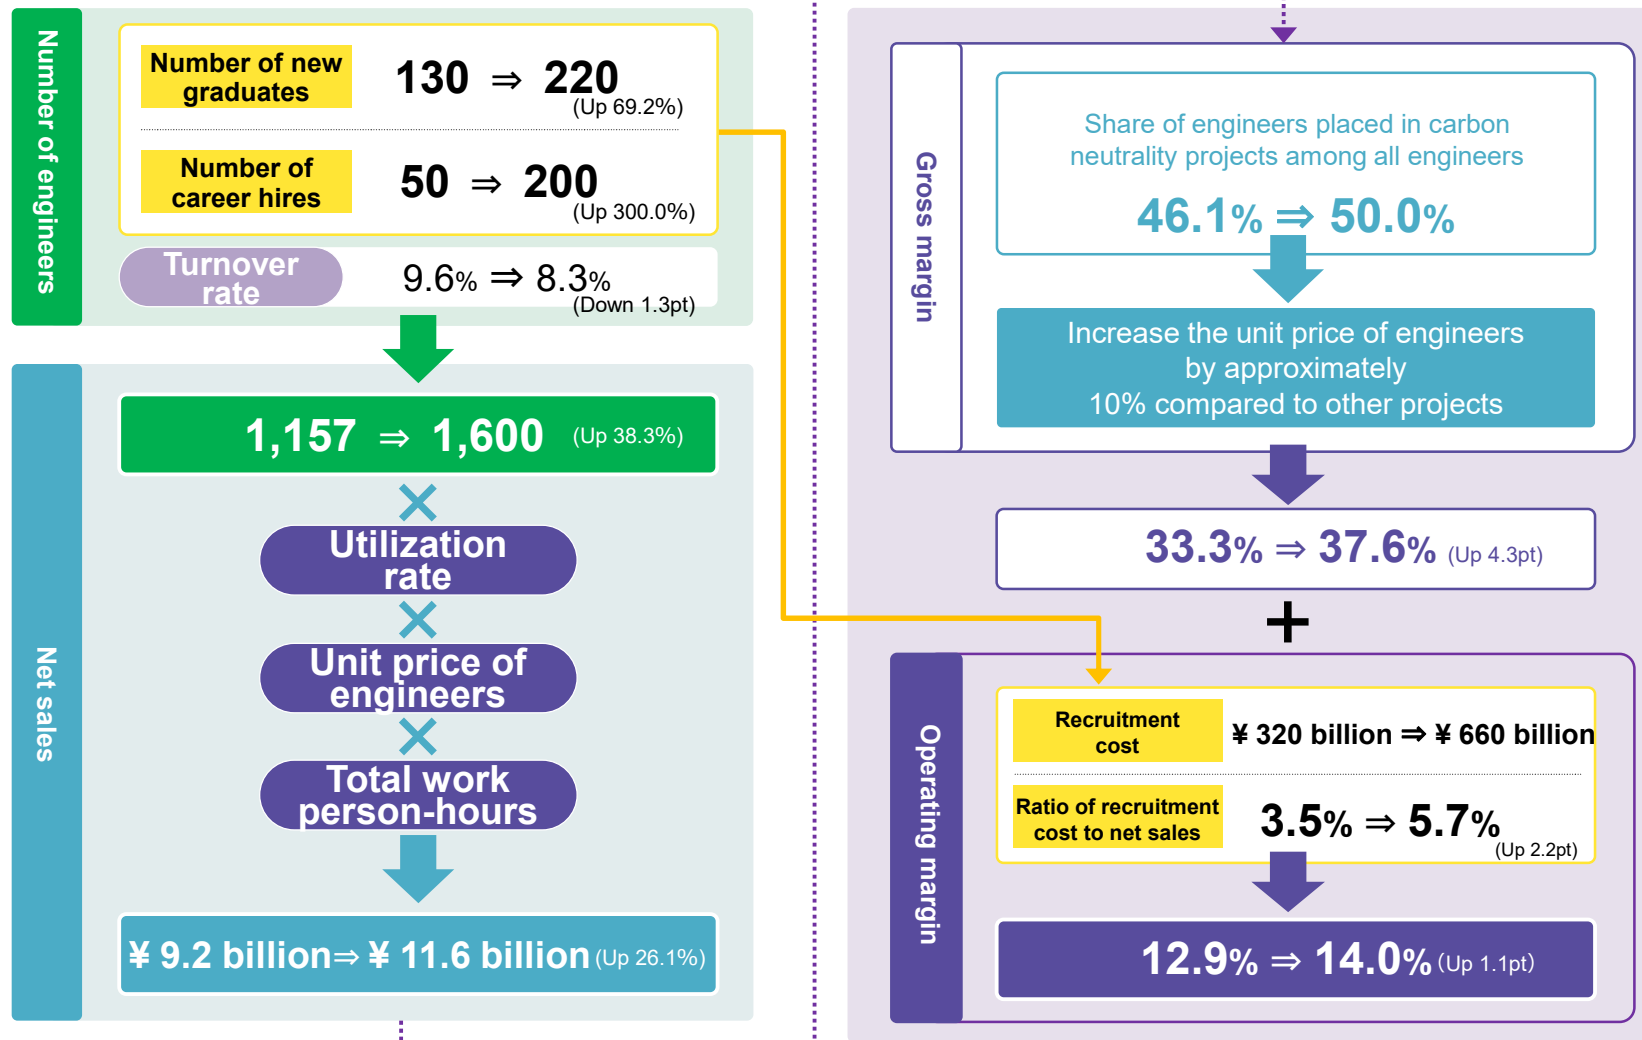 Number of engineers
Number of new
graduates
130 ⇒ 220
(Up 69.2%)
Number of
career hires
50 ⇒ 200
(Up 300.0%)
Turnover
rate
9.6% ⇒ 8.3%
(Down 1.3pt)
Net sales
1,157 ⇒ 1,600 (Up 38.3%)
×
Utilization
rate
×
Unit price of
engineers
×
Total work
person-hours
¥ 9.2 billion⇒ ¥ 11.6 billion (Up 26.1%)
Gross margin
Share of engineers placed in carbon
neutrality projects among all engineers
46.1% ⇒ 50.0%
Increase the unit price of engineers
by approximately
10% compared to other projects
33.3% ⇒ 37.6% (Up 4.3pt)
+
Operating margin
Recruitment
cost
¥ 320 billion ⇒ ¥ 660 billion
Ratio of recruitment
cost to net sales
3.5% ⇒ 5.7%
(Up 2.2pt)
12.9% ⇒ 14.0% (Up 1.1pt)